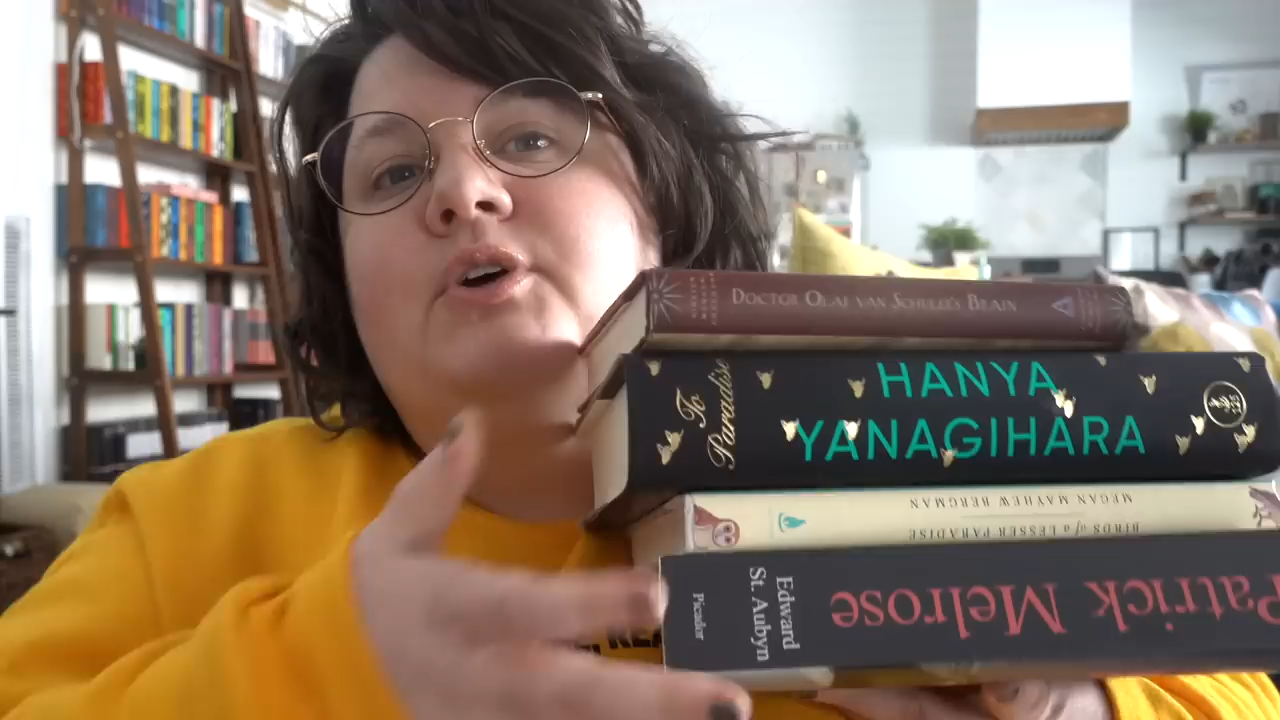 DOCTOR OLAF VAN SCHULER'S BRAIN
To Paradise
HANYA
YANAGIHARA
MEGAN MAYHEW BERGMAN
BIRDS of a LESSER PARADISE
Patrick Melrose
Edward
St. Aubyn
Picador